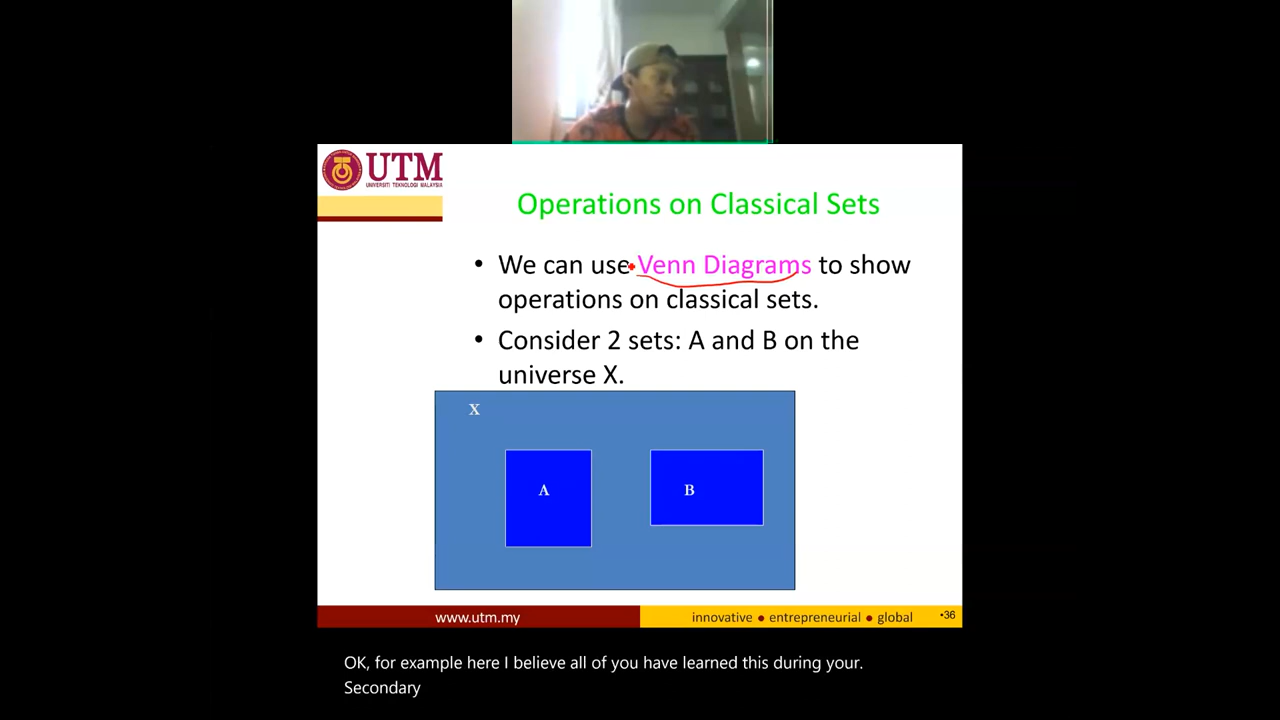 UTM
UNIVERSITI TEKNOLOGI MALAYSIA
Operations on Classical Sets
• We can use Venn Diagrams to show
operations on classical sets.
• Consider 2 sets: A and B on the
universe X.
X
A
B
www.utm.my
innovative ● entrepreneurial ● global
•36
OK, for example here I believe all of you have learned this during your.
Secondary